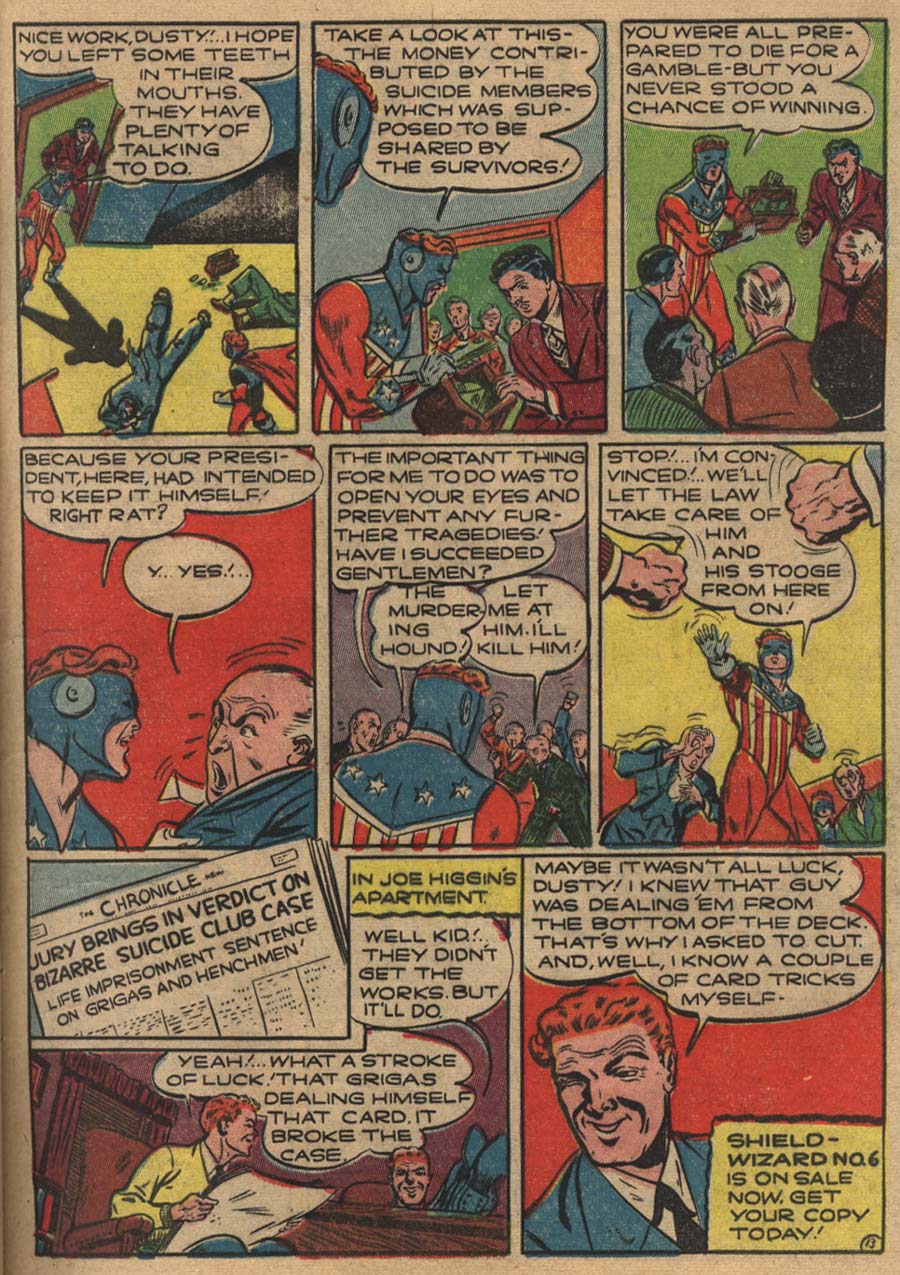 NICE WORK, DUSTY!...I HOPE
YOU LEFT SOME TEETH
IN THEIR
MOUTHS.
THEY HAVE
PLENTY OF
TALKING
TO DO.
TAKE A LOOK AT THIS-
THE MONEY CONTRI-
BUTED BY THE
SUICIDE MEMBERS
WHICH WAS SUP-
POSED TO BE
SHARED BY
THE SURVIVORS!
YOU WERE ALL PRE-
PARED TO DIE FOR A
GAMBLE-BUT YOU
NEVER STOOD A
CHANCE OF WINNING.
BECAUSE YOUR PRESI-
DENT, HERE, HAD INTENDED
TO KEEP IT HIMSELF!
RIGHT RAT?
Y... YES!...
THE IMPORTANT THING
FOR ME TO DO WAS TO
OPEN YOUR EYES AND
PREVENT ANY FUR-
THER TRAGEDIES!
HAVE I SUCCEEDED
GENTLEMEN?
THE
MURDER-
ING
HOUND!
LET
ME AT
HIM. I'LL
KILL HIM!
STOP!... I'M CON-
VINCED!... WE'LL
LET THE LAW
TAKE CARE OF
HIM
AND
HIS STOOGE
FROM HERE
ON!
THE CHRONICLE NEW
JURY BRINGS IN VERDICT ON
BIZARRE SUICIDE CLUB CASE
LIFE IMPRISONMENT SENTENCE
ON GRIGAS AND HENCHMEN!
IN JOE HIGGIN'S
APARTMENT.
WELL KID!,
THEY DIDN'T
GET THE
WORKS. BUT
IT'LL DO.
YEAH!...WHAT A STROKE
OF LUCK! THAT GRIGAS
DEALING HIMSELF
THAT CARD. IT
BROKE THE
CASE.
MAYBE IT WASN'T ALL LUCK,
DUSTY! I KNEW THAT GUY
WAS DEALING 'EM FROM
THE BOTTOM OF THE DECK.
THAT'S WHY I ASKED TO CUT.
AND, WELL, I KNOW A COUPLE
OF CARD TRICKS
MYSELF-
SHIELD-
WIZARD NO.6
IS ON SALE
NOW. GET
YOUR COPY
TODAY!
13